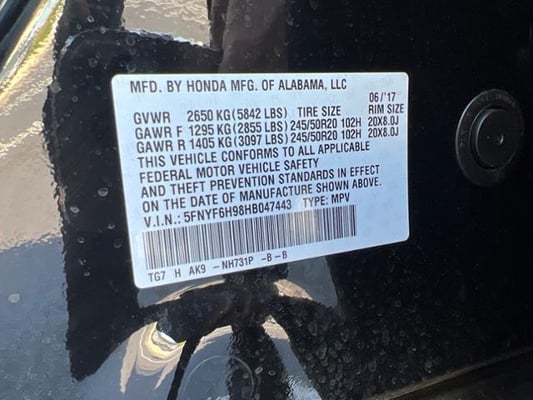 MFD. BY HONDA MFG. OF ALABAMA, LLC
06/'17
GVWR 2650 KG (5842 LBS) TIRE SIZE RIM SIZE
GAWR F 1295 KG (2855 LBS) 245/50R20 102H 20X8.0J
GAWR R 1405 KG (3097 LBS) 245/50R20 102H 20X8.0J
THIS VEHICLE CONFORMS TO ALL APPLICABLE
FEDERAL MOTOR VEHICLE SAFETY
AND THEFT PREVENTION STANDARDS IN EFFECT
ON THE DATE OF MANUFACTURE SHOWN ABOVE.
V.I.N.: 5FNYF6H98HB047443 TYPE: MPV
TG7 H AK9 - NH731P -B-B